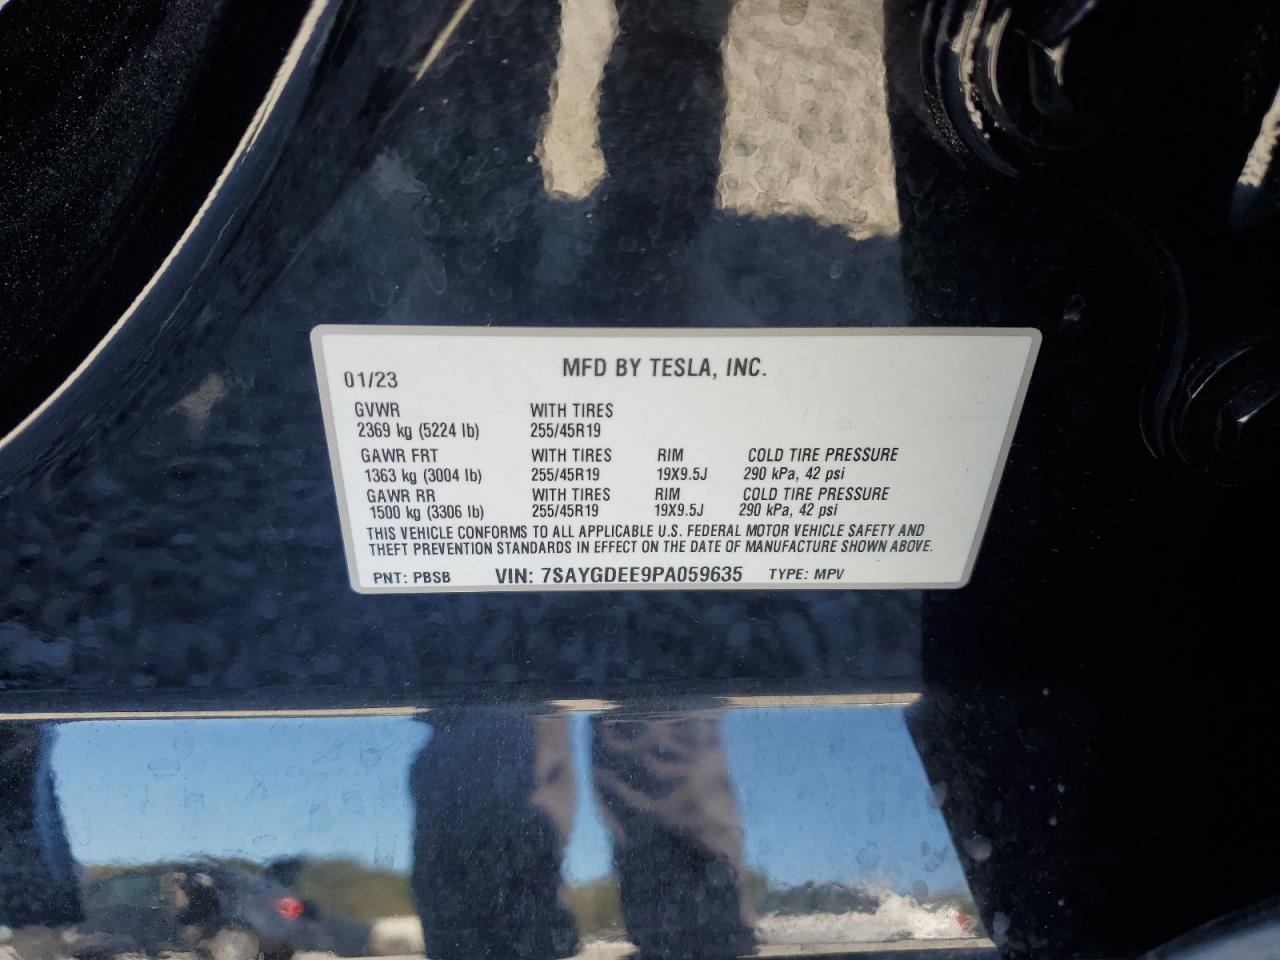 MFD BY TESLA, INC.
01/23
GVWR WITH TIRES
2369 kg (5224 lb) 255/45R19
GAWR FRT WITH TIRES RIM COLD TIRE PRESSURE
1363 kg (3004 lb) 255/45R19 19X9.5J 290 kPa, 42 psi
GAWR RR WITH TIRES RIM COLD TIRE PRESSURE
1500 kg (3306 lb) 255/45R19 19X9.5J 290 kPa, 42 psi
THIS VEHICLE CONFORMS TO ALL APPLICABLE U.S. FEDERAL MOTOR VEHICLE SAFETY AND
THEFT PREVENTION STANDARDS IN EFFECT ON THE DATE OF MANUFACTURE SHOWN ABOVE.
PNT: PBSB VIN: 7SAYGDEE9PA059635 TYPE: MPV